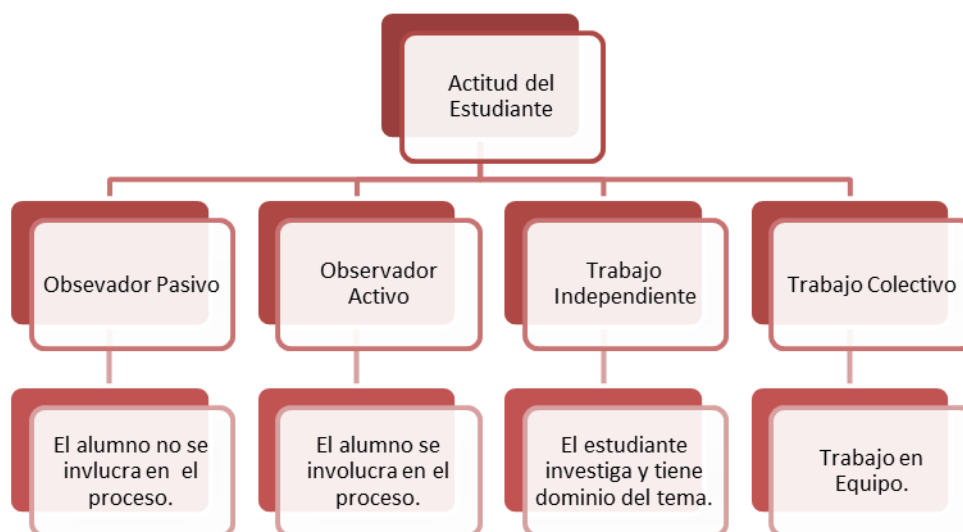 Actitud del
Estudiante
Obsevador Pasivo
Observador
Activo
Trabajo
Independiente
Trabajo Colectivo
El alumno no se
invlucra en el
proceso.
El alumno se
involucra en el
proceso.
El estudiante
investiga y tiene
dominio del tema.
Trabajo en
Equipo.